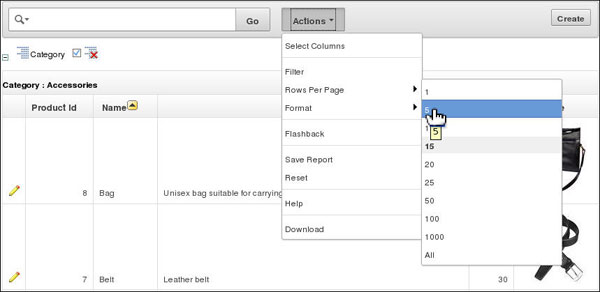 Go
Actions
Create
Category
Category : Accessories
Product Id
Name
Select Columns
Filter
Rows Per Page
Format
Flashback
Save Report
Reset
Help
Download
1
5
5
15
20
25
50
100
1000
All
8
Bag
Unisex bag suitable for carrying
7
Belt
Leather belt
30